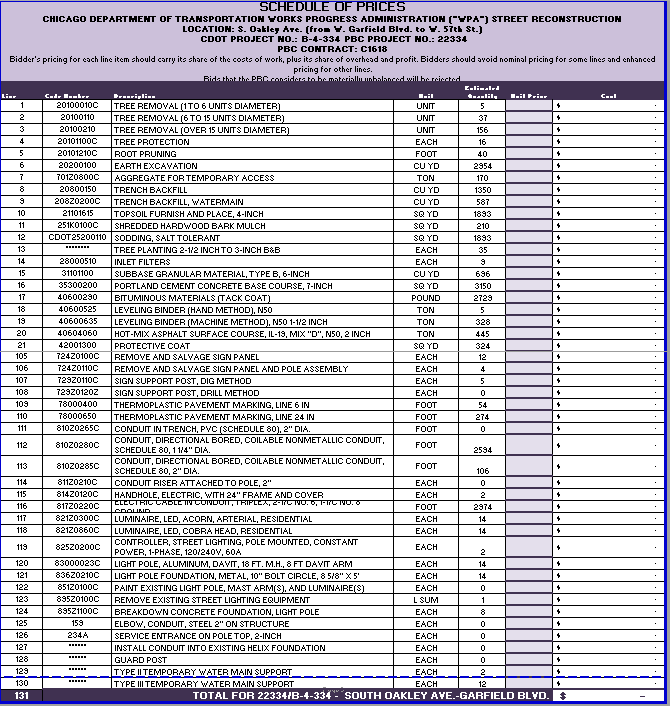 SCHEDULE OF PRICES
CHICAGO DEPARTMENT OF TRANSPORTATION WORKS PROGRESS ADMINISTRATION ("WPA") STREET RECONSTRUCTION
LOCATION: S. Oakley Ave. (from W. Garfield Blvd. to W. 57th St.)
CDOT PROJECT NO.: B-4-334 PBC PROJECT NO.: 22334
PBC CONTRACT: C1618
Bidder's pricing for each line item should carry its share of the costs of work, plus its share of overhead and profit. Bidders should avoid nominal pricing for some lines and enhanced
pricing for other lines.
Bids that the PBC considers to be materially unbalanced will be rejected
Line Code Number Description Unit Estimated Quantity Unit Price Cost
1 20100010C TREE REMOVAL (1 TO 6 UNITS DIAMETER) UNIT 5 $ -
2 20100110 TREE REMOVAL (6 TO 15 UNITS DIAMETER) UNIT 37 $ -
3 20100210 TREE REMOVAL (OVER 15 UNITS DIAMETER) UNIT 156 $ -
4 20101100C TREE PROTECTION EACH 16 $ -
5 20101210C ROOT PRUNING FOOT 40 $ -
6 20200100 EARTH EXCAVATION CU YD 2954 $ -
7 701Z0800C AGGREGATE FOR TEMPORARY ACCESS TON 170 $ -
8 20800150 TRENCH BACKFILL CU YD 1350 $ -
9 208Z0200C TRENCH BACKFILL, WATERMAIN CU YD 587 $ -
10 21101615 TOPSOIL FURNISH AND PLACE, 4-INCH SQ YD 1893 $ -
11 251K0100C SHREDDED HARDWOOD BARK MULCH SQ YD 210 $ -
12 CDOT25200110 SODDING, SALT TOLERANT SQ YD 1893 $ -
13 ******** TREE PLANTING 2-1/2 INCH TO 3-INCH B&B EACH 35 $ -
14 28000510 INLET FILTERS EACH 9 $ -
15 31101100 SUBBASE GRANULAR MATERIAL, TYPE B, 6-INCH CU YD 696 $ -
16 35300200 PORTLAND CEMENT CONCRETE BASE COURSE, 7-INCH SQ YD 3150 $ -
17 40600290 BITUMINOUS MATERIALS (TACK COAT) POUND 2729 $ -
18 40600525 LEVELING BINDER (HAND METHOD), N50 TON 5 $ -
19 40600635 LEVELING BINDER (MACHINE METHOD), N50 1-1/2 INCH TON 328 $ -
20 40604060 HOT-MIX ASPHALT SURFACE COURSE, IL-19, MIX "D", N50, 2 INCH TON 445 $ -
21 42001300 PROTECTIVE COAT SQ YD 324 $ -
105 724Z0100C REMOVE AND SALVAGE SIGN PANEL EACH 12 $ -
106 724Z0110C REMOVE AND SALVAGE SIGN PANEL AND POLE ASSEMBLY EACH 4 $ -
107 729Z0110C SIGN SUPPORT POST, DIG METHOD EACH 5 $ -
108 729Z0120Z SIGN SUPPORT POST, DRILL METHOD EACH 0 $ -
109 78000400 THERMOPLASTIC PAVEMENT MARKING, LINE 6 IN FOOT 54 $ -
110 78000650 THERMOPLASTIC PAVEMENT MARKING, LINE 24 IN FOOT 274 $ -
111 810Z0265C CONDUIT IN TRENCH, PVC (SCHEDULE 80), 2" DIA. FOOT 0 $ -
112 810Z0280C CONDUIT, DIRECTIONAL BORED, COILABLE NONMETALLIC CONDUIT,
SCHEDULE 80, 1 1/4" DIA. FOOT 2594 $ -
113 810Z0285C CONDUIT, DIRECTIONAL BORED, COILABLE NONMETALLIC CONDUIT,
SCHEDULE 80, 2" DIA. FOOT 106 $ -
114 811Z0210C CONDUIT RISER ATTACHED TO POLE, 2" EACH 0 $ -
115 814Z0120C HANDHOLE, ELECTRIC, WITH 24" FRAME AND COVER EACH 2 $ -
116 817Z0220C ELECTRIC CABLE IN CONDUIT, TRIPLEX, 2-1/C NO. 6, 1-1/C NO. 8
GROUND FOOT 2974 $ -
117 821Z0300C LUMINAIRE, LED, ACORN, ARTERIAL, RESIDENTIAL EACH 14 $ -
118 821Z0860C LUMINAIRE, LED, COBRA HEAD, RESIDENTIAL EACH 14 $ -
119 825Z0200C CONTROLLER, STREET LIGHTING, POLE MOUNTED, CONSTANT
POWER, 1-PHASE, 120/240V, 60A EACH 2 $ -
120 83000023C LIGHT POLE, ALUMINUM, DAVIT, 18 FT. M.H., 8 FT DAVIT ARM EACH 14 $ -
121 836Z0210C LIGHT POLE FOUNDATION, METAL, 10" BOLT CIRCLE, 8 5/8" X 5' EACH 14 $ -
122 851Z0100C PAINT EXISTING LIGHT POLE, MAST ARM(S), AND LUMINAIRE(S) EACH 0 $ -
123 895Z0100C REMOVE EXISTING STREET LIGHTING EQUIPMENT L SUM 1 $ -
124 895Z1100C BREAKDOWN CONCRETE FOUNDATION, LIGHT POLE EACH 8 $ -
125 159 ELBOW, CONDUIT, STEEL 2" ON STRUCTURE EACH 0 $ -
126 234A SERVICE ENTRANCE ON POLE TOP, 2-INCH EACH 0 $ -
127 ****** INSTALL CONDUIT INTO EXISTING HELIX FOUNDATION EACH 0 $ -
128 ****** GUARD POST EACH 0 $ -
129 ****** TYPE II TEMPORARY WATER MAIN SUPPORT EACH 2 $ -
130 ****** TYPE III TEMPORARY WATER MAIN SUPPORT EACH 12 $ -
131 TOTAL FOR 22334/B-4-334 - SOUTH OAKLEY AVE.-GARFIELD BLVD. $ -